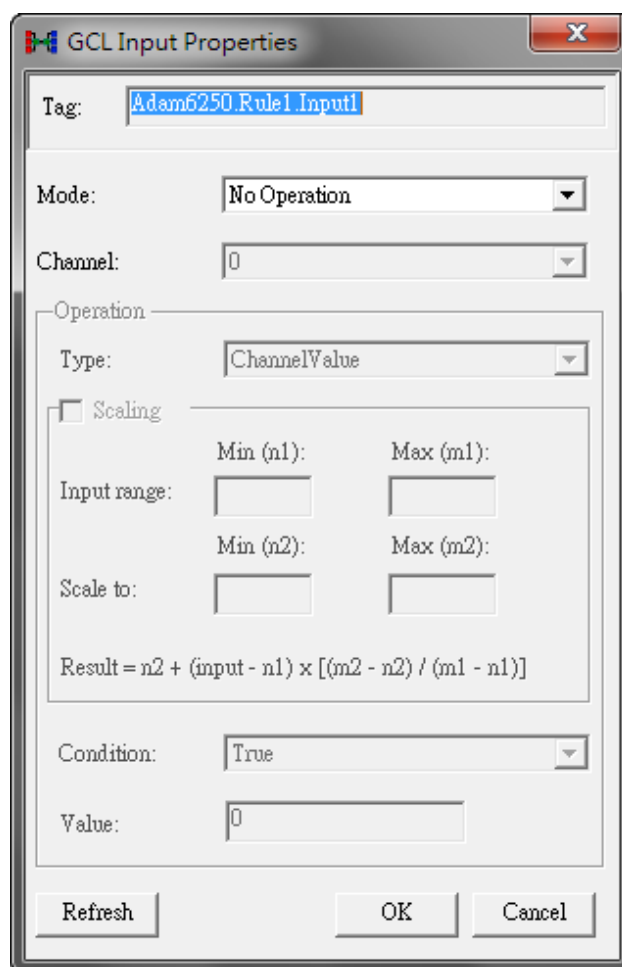 GCL Input Properties
Tag: Adam6250.Rule1.Input1
Mode: No Operation
Channel: 0
Operation
Type: ChannelValue
Scaling
Min (n1): Max (m1):
Input range:
Min (n2): Max (m2):
Scale to:
Result = n2 + (input - n1) x [(m2 - n2) / (m1 - n1)]
Condition: True
Value: 0
Refresh OK Cancel